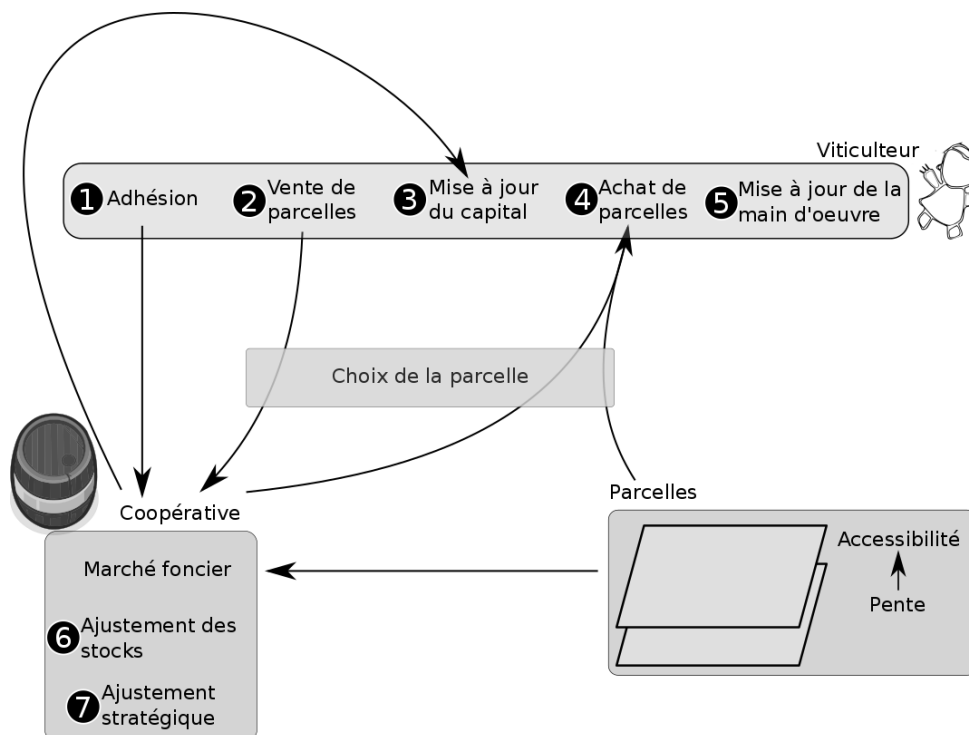 Viticulteur
1 Adhésion
2 Vente de
parcelles
3 Mise à jour
du capital
4 Achat de
parcelles
5 Mise à jour de la
main d'oeuvre
Choix de la parcelle
Coopérative
Marché foncier
6 Ajustement des
stocks
7 Ajustement
stratégique
Parcelles
Accessibilité
Pente